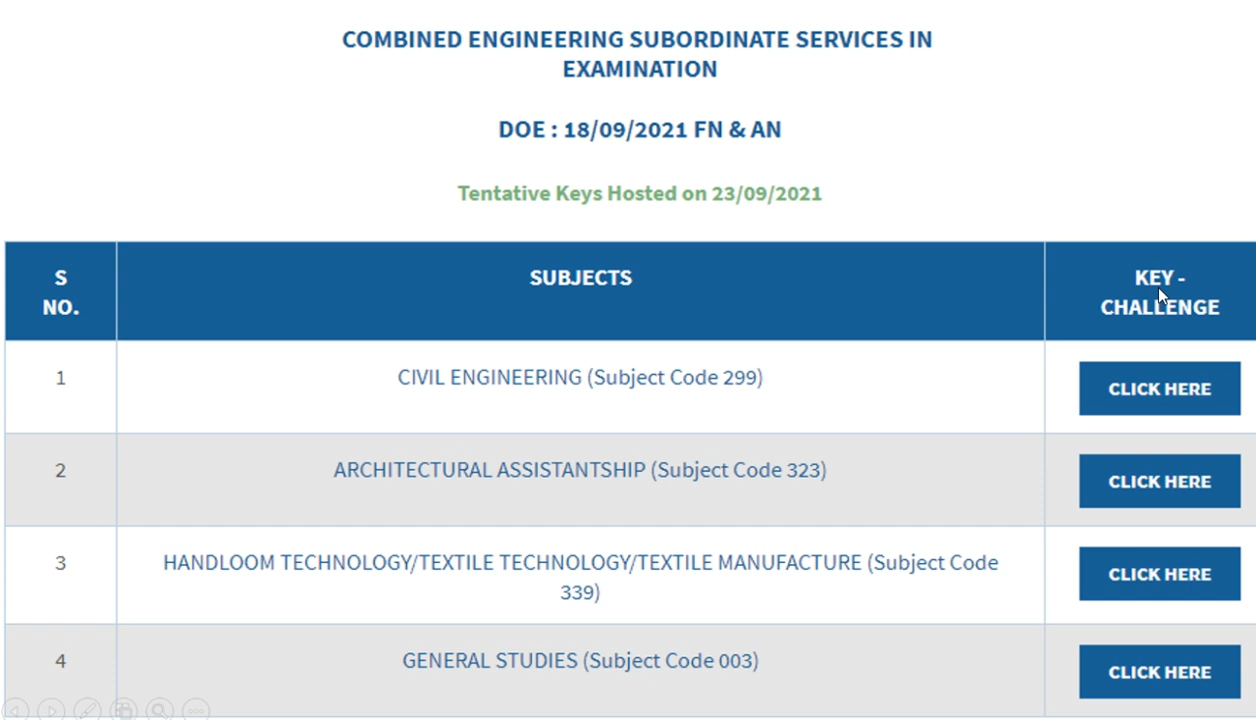 COMBINED ENGINEERING SUBORDINATE SERVICES IN
EXAMINATION
DOE : 18/09/2021 FN & AN
Tentative Keys Hosted on 23/09/2021
S
NO.
SUBJECTS
KEY -
CHALLENGE
1
CIVIL ENGINEERING (Subject Code 299)
CLICK HERE
2
ARCHITECTURAL ASSISTANTSHIP (Subject Code 323)
CLICK HERE
3
HANDLOOM TECHNOLOGY/TEXTILE TECHNOLOGY/TEXTILE MANUFACTURE (Subject Code
339)
CLICK HERE
4
GENERAL STUDIES (Subject Code 003)
CLICK HERE